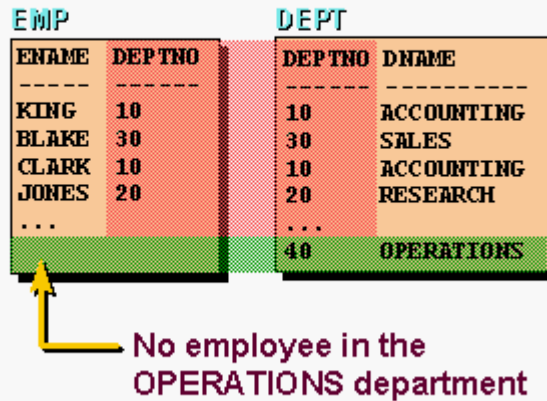 EMP DEPT
ENAME DEPTNO DEPTNO DNAME
----- ------ ------ ----------
KING 10 10 ACCOUNTING
BLAKE 30 30 SALES
CLARK 10 10 ACCOUNTING
JONES 20 20 RESEARCH
... ...
40 OPERATIONS
No employee in the
OPERATIONS department